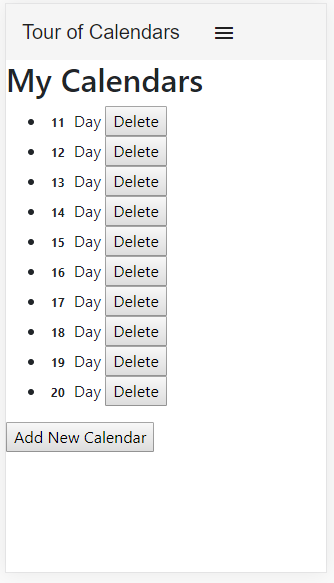 Tour of Calendars
My Calendars
11 Day Delete
12 Day Delete
13 Day Delete
14 Day Delete
15 Day Delete
16 Day Delete
17 Day Delete
18 Day Delete
19 Day Delete
20 Day Delete
Add New Calendar